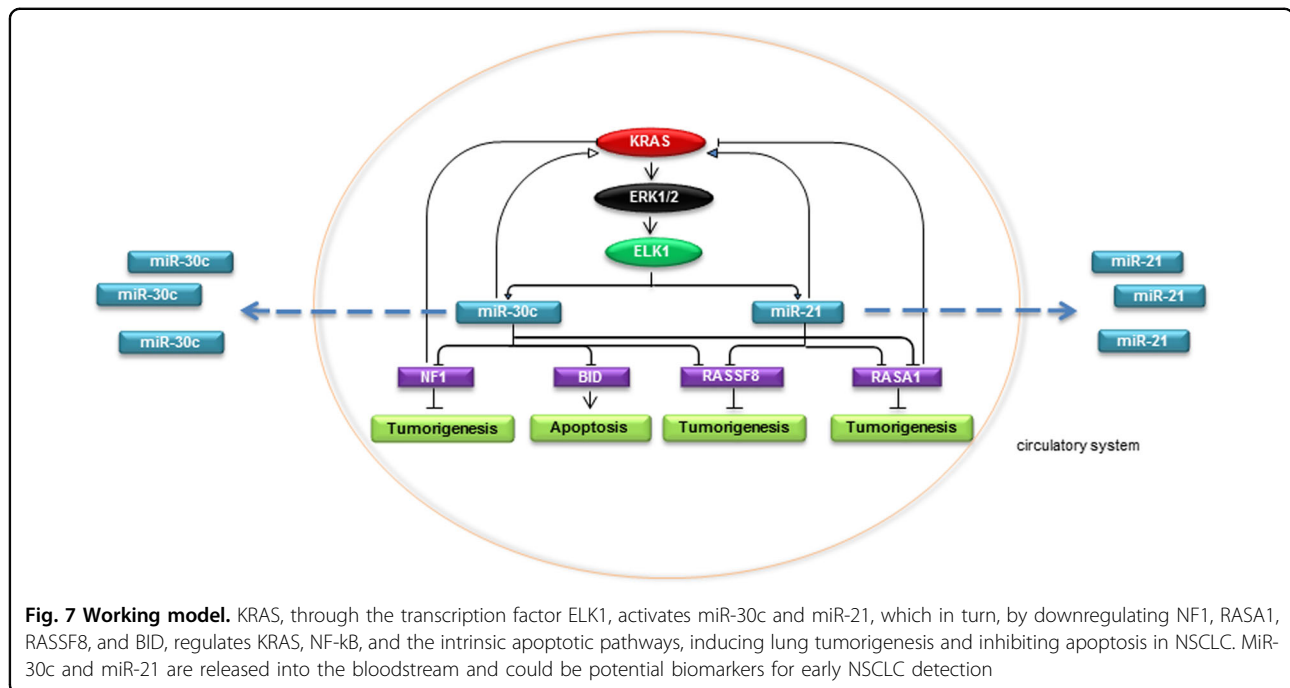 KRAS
ERK1/2
ELK1
miR-30c
miR-30c
miR-30c
miR-30c
miR-21
miR-21
miR-21
miR-21
NF1
BID
RASSF8
RASA1
Tumorigenesis
Apoptosis
Tumorigenesis
Tumorigenesis
circulatory system
Fig. 7 Working model. KRAS, through the transcription factor ELK1, activates miR-30c and miR-21, which in turn, by downregulating NF1, RASA1,
RASSF8, and BID, regulates KRAS, NF-kB, and the intrinsic apoptotic pathways, inducing lung tumorigenesis and inhibiting apoptosis in NSCLC. MiR-
30c and miR-21 are released into the bloodstream and could be potential biomarkers for early NSCLC detection